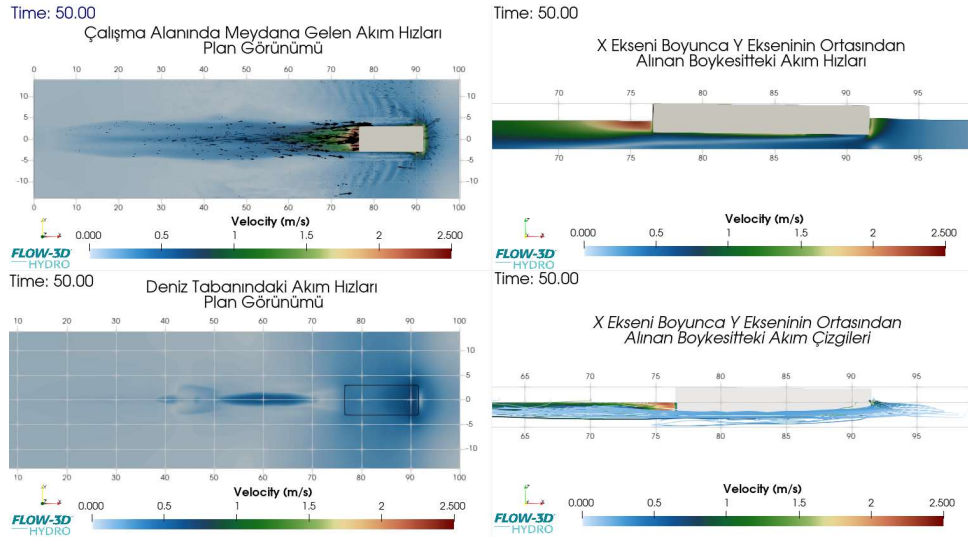 Time: 50.00
Çalışma Alanında Meydana Gelen Akım Hızları
Plan Görünümü
0 10 20 30 40 50 60 70 80 90 100
10
5
0
-5
-10
10
5
0
-5
-10
0 10 20 30 40 50 60 70 80 90 100
Velocity (m/s)
0.000 0.5 1 1.5 2 2.500
FLOW-3D
HYDRO
Time: 50.00
X Ekseni Boyunca Y Ekseninin Ortasından
Alınan Boykesitteki Akım Hızları
70 75 80 85 90 95
70 75 80 85 90 95
Velocity (m/s)
0.000 0.5 1 1.5 2 2.500
FLOW-3D
HYDRO
Time: 50.00
Deniz Tabanındaki Akım Hızları
Plan Görünümü
10 20 30 40 50 60 70 80 90 100
10
5
0
-5
-10
10 20 30 40 50 60 70 80 90 100
Velocity (m/s)
0.000 0.5 1 1.5 2 2.500
FLOW-3D
HYDRO
Time: 50.00
X Ekseni Boyunca Y Ekseninin Ortasından
Alınan Boykesitteki Akım Çizgileri
65 70 75 80 85 90 95
65 70 75 80 85 90 95
Velocity (m/s)
0.000 0.5 1 1.5 2 2.500
FLOW-3D
HYDRO